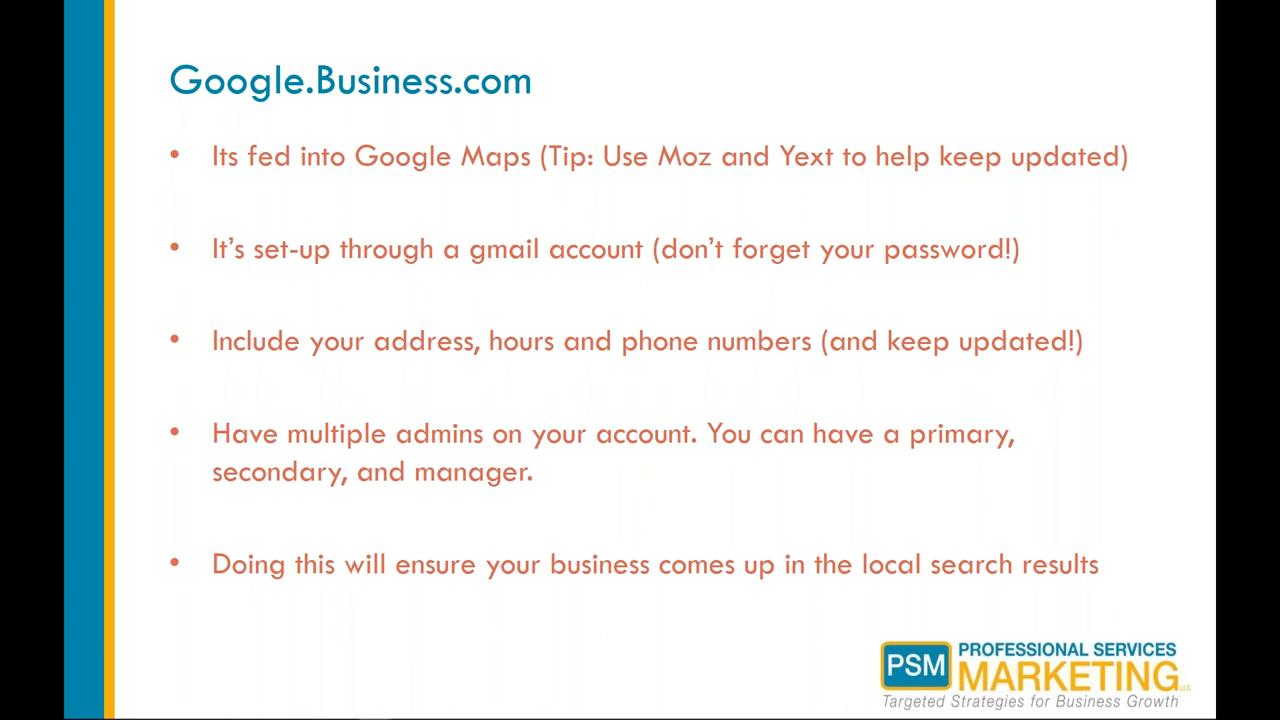 Google.Business.com
• Its fed into Google Maps (Tip: Use Moz and Yext to help keep updated)
• It’s set-up through a gmail account (don’t forget your password!)
• Include your address, hours and phone numbers (and keep updated!)
• Have multiple admins on your account. You can have a primary,
secondary, and manager.
• Doing this will ensure your business comes up in the local search results
PSM
PROFESSIONAL SERVICES
MARKETING LLC
Targeted Strategies for Business Growth